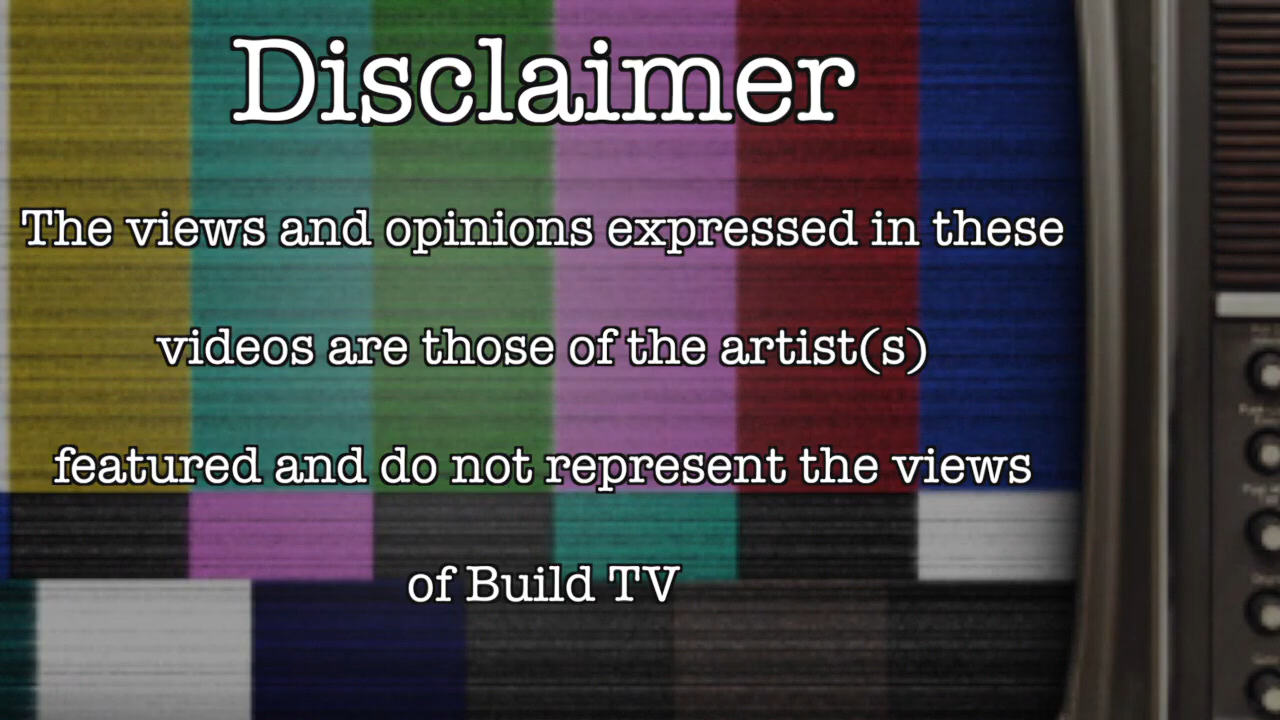 Disclaimer
The views and opinions expressed in these
videos are those of the artist(s)
featured and do not represent the views
of Build TV